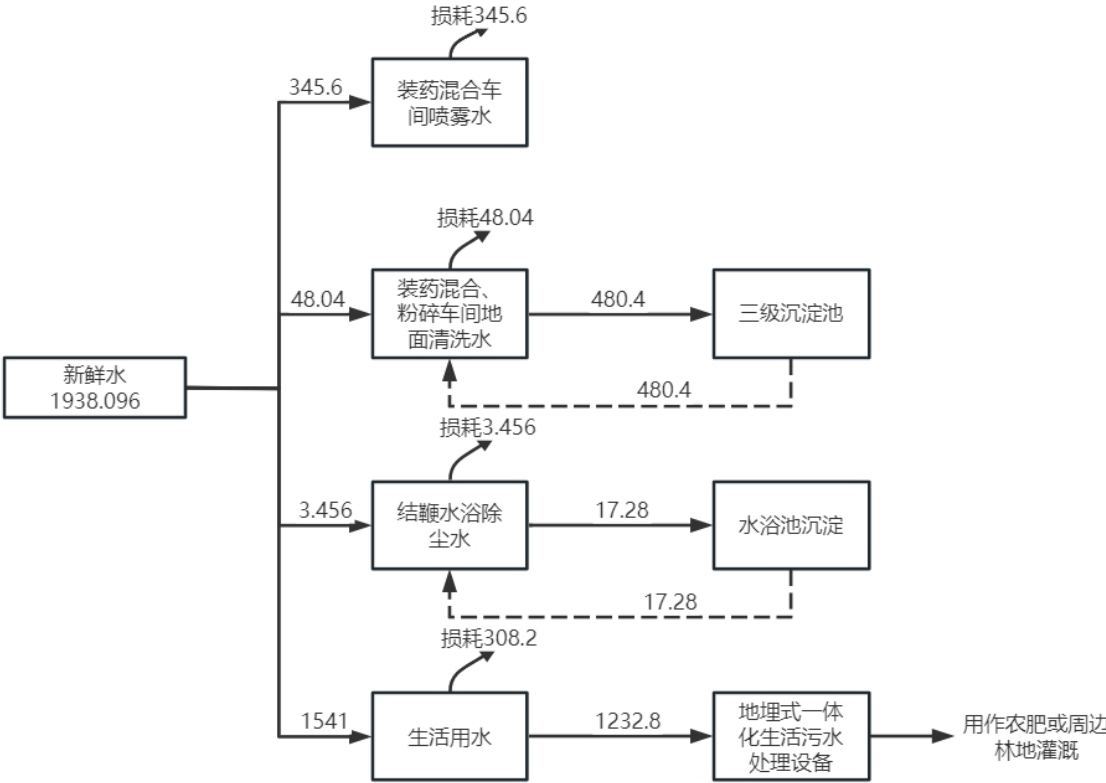 损耗345.6
345.6
装药混合车
间喷雾水
损耗48.04
48.04
装药混合、
粉碎车间地
面清洗水
480.4
三级沉淀池
480.4
新鲜水
1938.096
损耗3.456
3.456
结鞭水浴除
尘水
17.28
水浴池沉淀
17.28
损耗308.2
1541
生活用水
1232.8
地埋式一体
化生活污水
处理设备
用作农肥或周边
林地灌溉